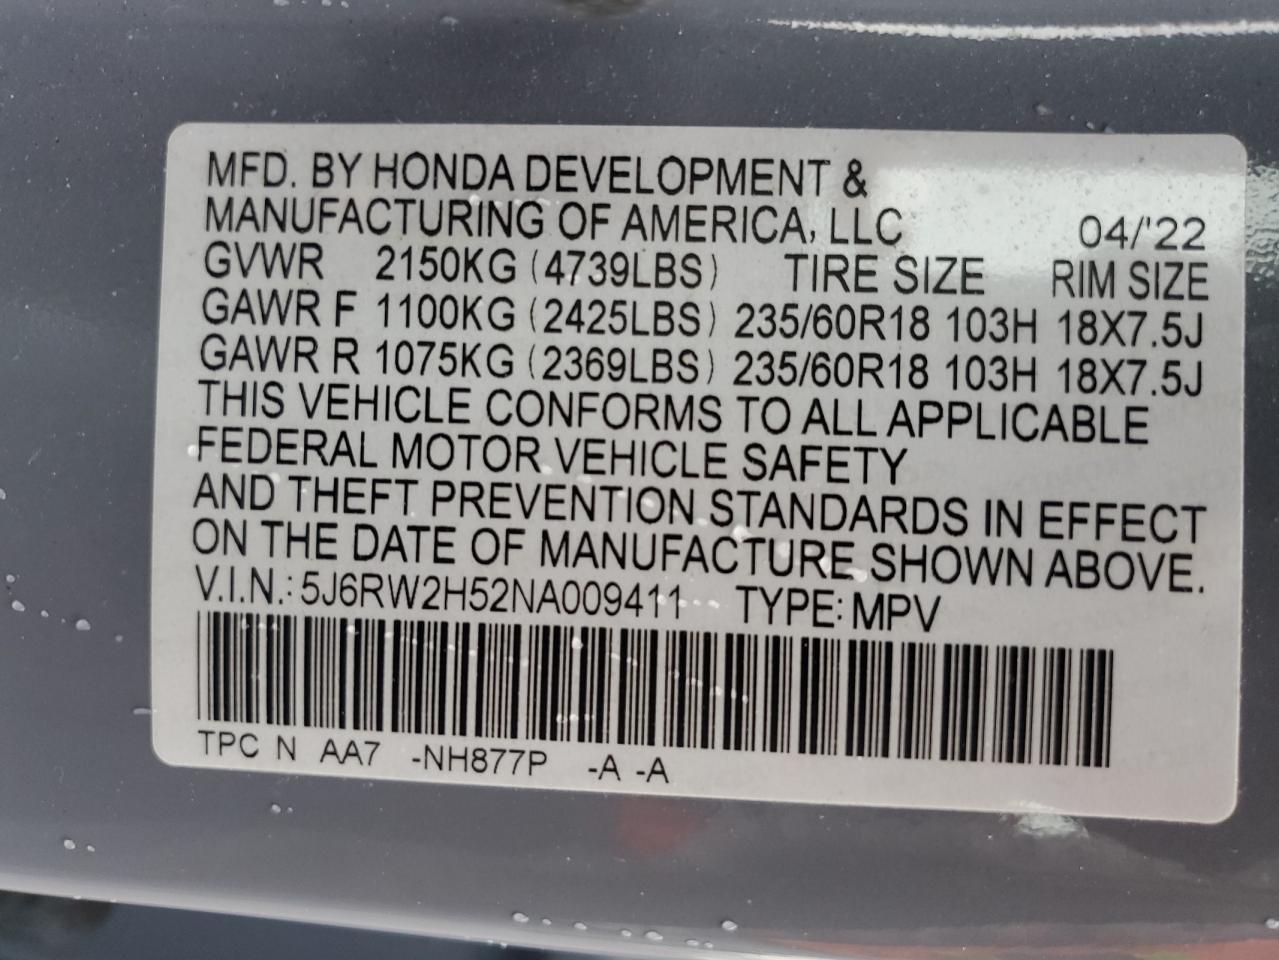 MFD. BY HONDA DEVELOPMENT &
MANUFACTURING OF AMERICA, LLC 04/'22
GVWR 2150KG (4739LBS) TIRE SIZE RIM SIZE
GAWR F 1100KG (2425LBS) 235/60R18 103H 18X7.5J
GAWR R 1075KG (2369LBS) 235/60R18 103H 18X7.5J
THIS VEHICLE CONFORMS TO ALL APPLICABLE
FEDERAL MOTOR VEHICLE SAFETY
AND THEFT PREVENTION STANDARDS IN EFFECT
ON THE DATE OF MANUFACTURE SHOWN ABOVE.
V.I.N.: 5J6RW2H52NA009411 TYPE: MPV
TPC N AA7 -NH877P -A -A